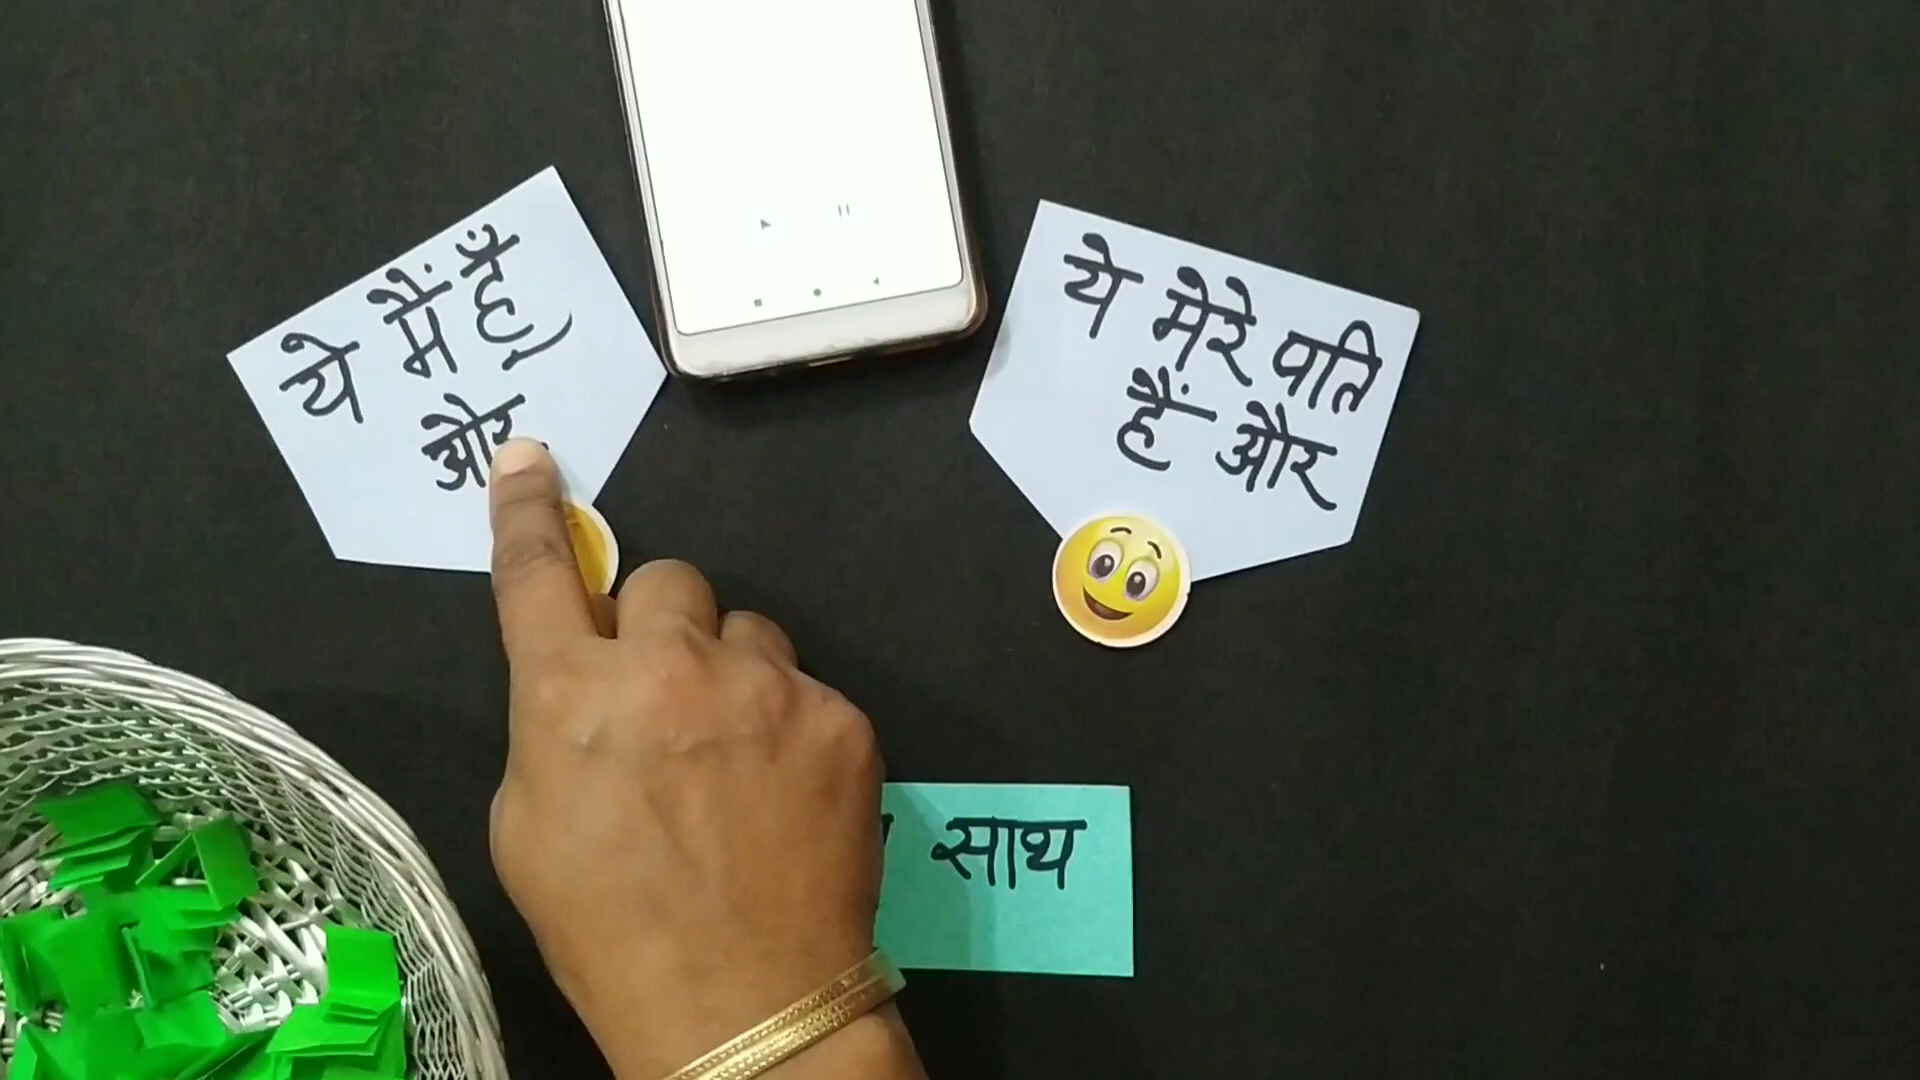 ये मैं हूँ,
और
ये मेरे पति
हैं और
साथ